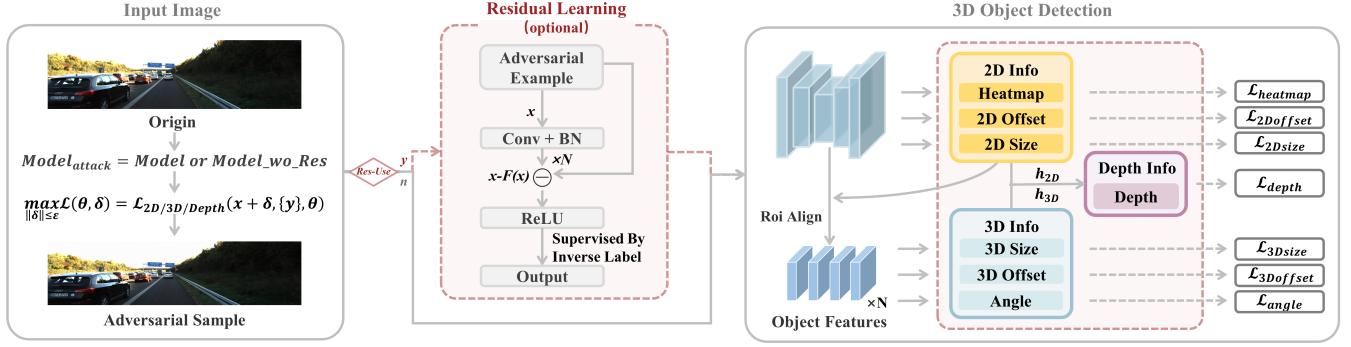 Input Image
Origin
Model_attack = Model or Model_wo_Res
max L(θ, δ) = L_2D/3D/Depth(x + δ, {y}, θ)
‖δ‖≤ε
Adversarial Sample
Res-Use
y
n
Residual Learning
(optional)
Adversarial
Example
x
Conv + BN
×N
x-F(x)
ReLU
Supervised By
Inverse Label
Output
3D Object Detection
Roi Align
×N
Object Features
2D Info
Heatmap
2D Offset
2D Size
h_2D
h_3D
Depth Info
Depth
3D Info
3D Size
3D Offset
Angle
L_heatmap
L_2Doffset
L_2Dsize
L_depth
L_3Dsize
L_3Doffset
L_angle